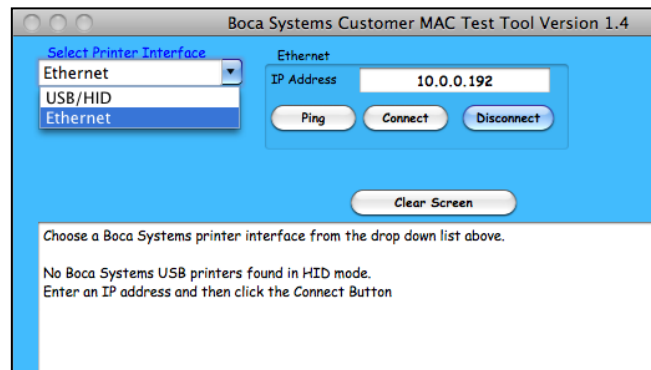 Boca Systems Customer MAC Test Tool Version 1.4
Select Printer Interface
Ethernet
USB/HID
Ethernet
Ethernet
IP Address 10.0.0.192
Ping Connect Disconnect
Clear Screen
Choose a Boca Systems printer interface from the drop down list above.
No Boca Systems USB printers found in HID mode.
Enter an IP address and then click the Connect Button